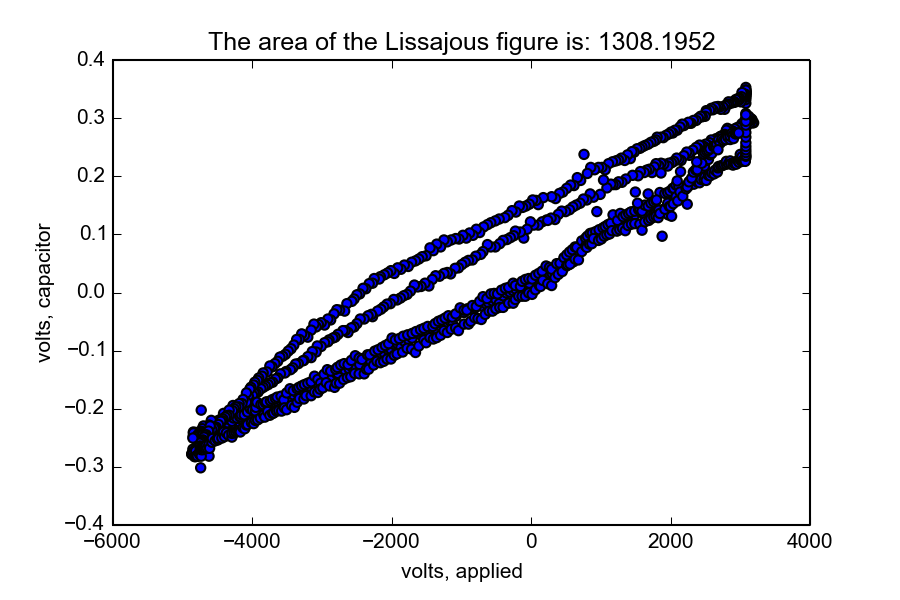 The area of the Lissajous figure is: 1308.1952
0.4
0.3
0.2
0.1
0.0
−0.1
−0.2
−0.3
−0.4
volts, capacitor
−6000 −4000 −2000 0 2000 4000
volts, applied